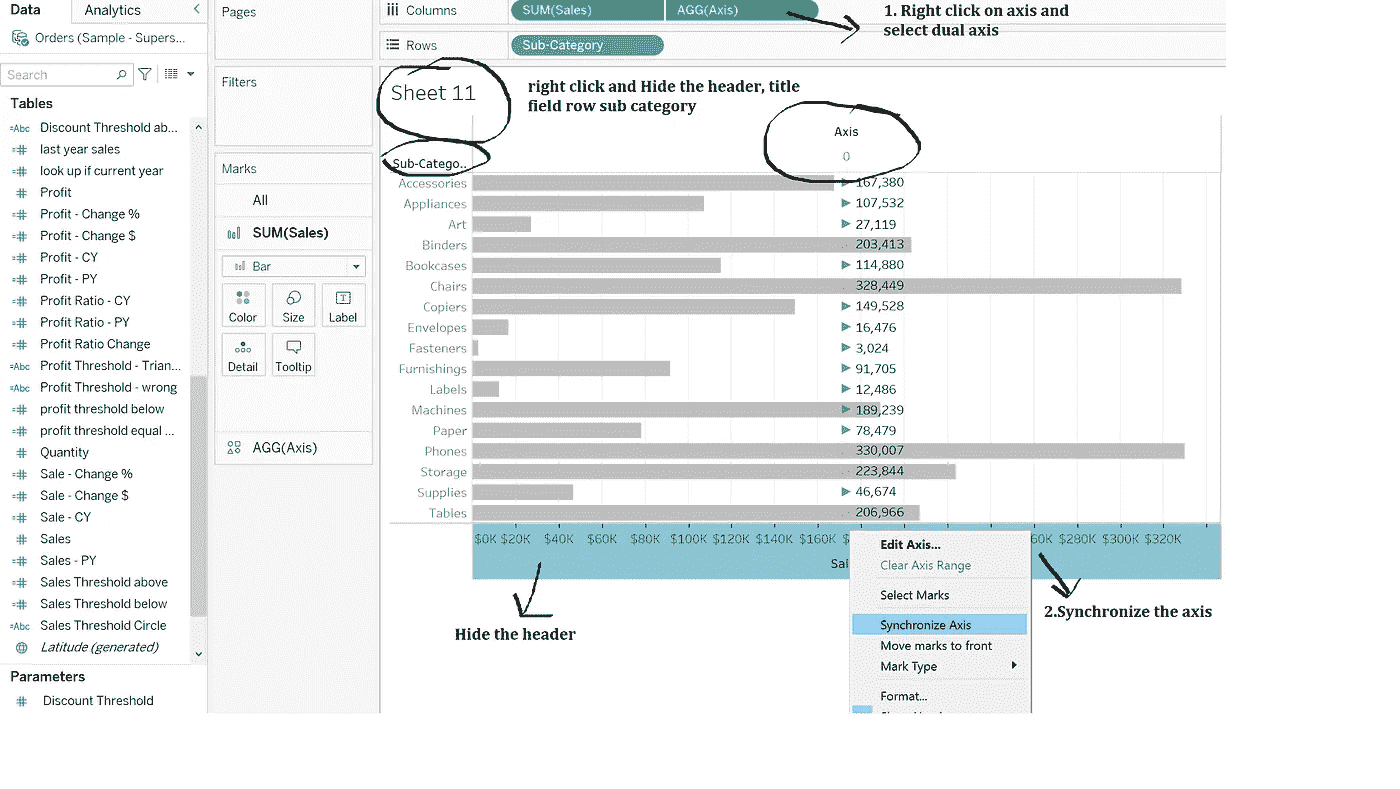 Data
Analytics
Orders (Sample - Supers...
Search
Tables
Discount Threshold ab...
last year sales
look up if current year
Profit
Profit - Change %
Profit - Change $
Profit - CY
Profit - PY
Profit Ratio - CY
Profit Ratio - PY
Profit Ratio Change
Profit Threshold - Trian...
Profit Threshold - wrong
profit threshold below
profit threshold equal ...
Quantity
Sale - Change %
Sale - Change $
Sale - CY
Sales
Sales - PY
Sales Threshold above
Sales Threshold below
Sales Threshold Circle
Latitude (generated)
Parameters
Discount Threshold
Pages
Filters
Marks
All
SUM(Sales)
Bar
Color
Size
Label
Detail
Tooltip
AGG(Axis)
Columns
SUM(Sales)
AGG(Axis)
Rows
Sub-Category
1. Right click on axis and
select dual axis
Sheet 11
right click and Hide the header, title
field row sub category
Axis
0
Sub-Catego..
Accessories 167,380
Appliances 107,532
Art 27,119
Binders 203,413
Bookcases 114,880
Chairs 328,449
Copiers 149,528
Envelopes 16,476
Fasteners 3,024
Furnishings 91,705
Labels 12,486
Machines 189,239
Paper 78,479
Phones 330,007
Storage 223,844
Supplies 46,674
Tables 206,966
$0K $20K $40K $60K $80K $100K $120K $140K $160K 60K $280K $300K $320K
Sal
Edit Axis...
Clear Axis Range
Select Marks
Synchronize Axis
Move marks to front
Mark Type
Format...
2.Synchronize the axis
Hide the header